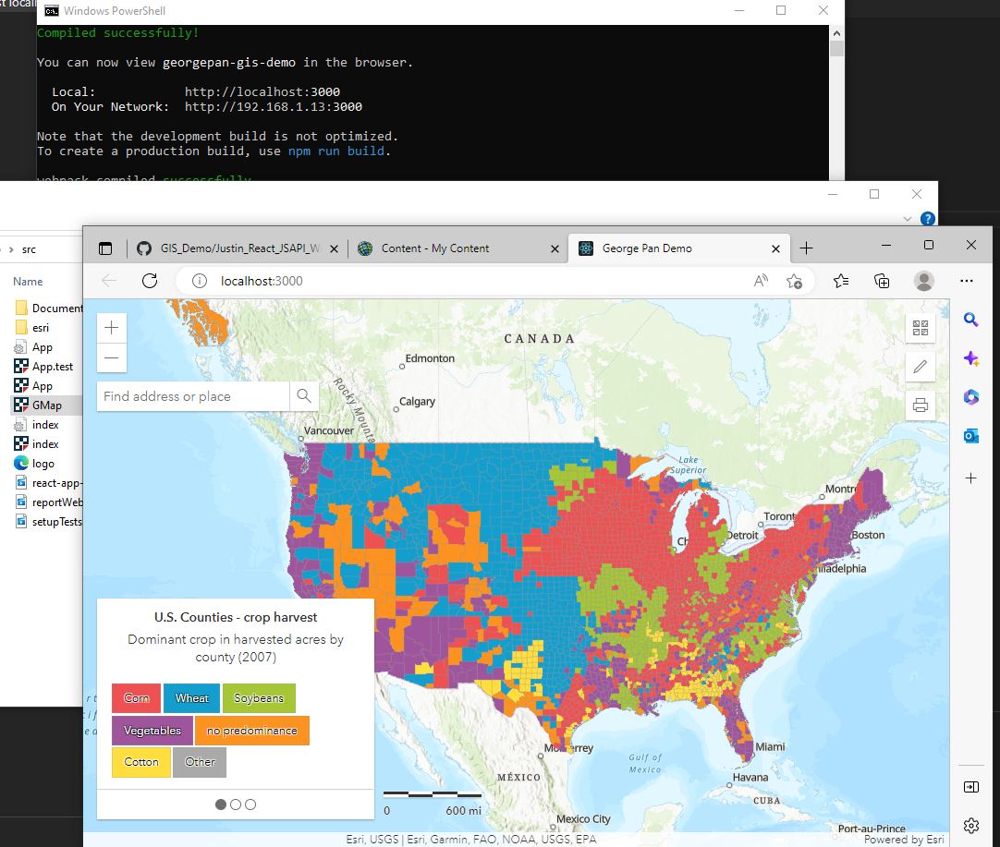 st locall
Windows PowerShell
Compiled successfully!
You can now view georgepan-gis-demo in the browser.
Local: http://localhost:3000
On Your Network: http://192.168.1.13:3000
Note that the development build is not optimized.
To create a production build, use npm run build.
webpack compiled successfully
src
Name
Document
esri
App
App.test
App
GMap
index
index
logo
react-app-
reportWeb
setupTests
GIS_Demo/Justin_React_JSAPI_W
Content - My Content
George Pan Demo
localhost:3000
Find address or place
CANADA
Edmonton
Rocky Mounta
Calgary
Vancouver
Lake Superior
Montre
Toront
Ch
Detroit
Boston
hiladelphia
U.S. Counties - crop harvest
Dominant crop in harvested acres by
county (2007)
Corn Wheat Soybeans
Vegetables no predominance
Cotton Other
Monterrey
Miami
Gulf of
Mexico
MÉXICO
Havana
CUBA
0 600 mi
Mexico City
Port-au-Prince
Esri, USGS | Esri, Garmin, FAO, NOAA, USGS, EPA
Powered by Esri